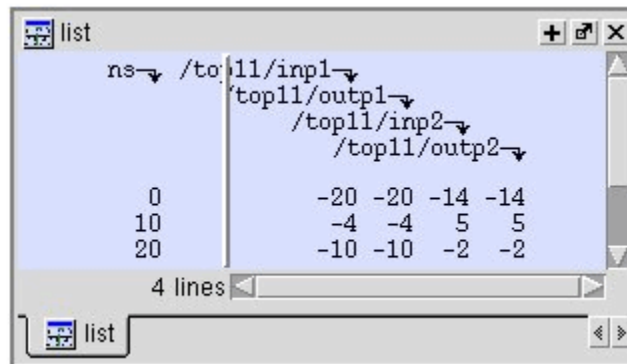 list
ns /top11/inp1
/top11/outp1
/top11/inp2
/top11/outp2
0 -20 -20 -14 -14
10 -4 -4 5 5
20 -10 -10 -2 -2
4 lines
list